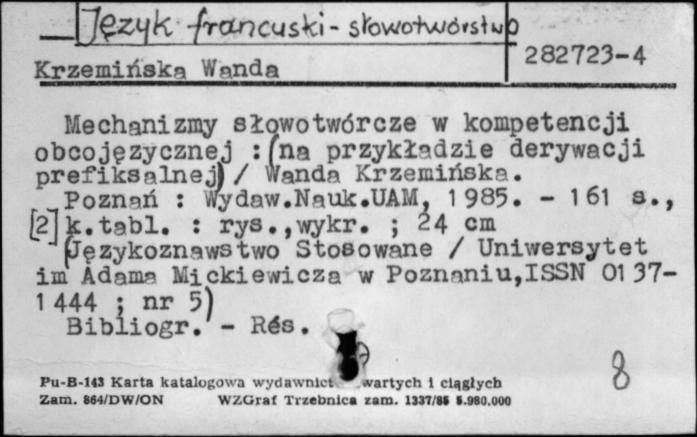 Język francuski - słowotwórstwo
282723-4
Krzemińska Wanda
Mechanizmy słowotwórcze w kompetencji
obcojęzycznej : (na przykładzie derywacji
prefiksalnej) / Wanda Krzemińska.
Poznań : Wydaw.Nauk.UAM, 1985. - 161 s.,
[2] k.tabl. : rys.,wykr. ; 24 cm
(Językoznawstwo Stosowane / Uniwersytet
im Adama Mickiewicza w Poznaniu,ISSN 0137-
1444 ; nr 5)
Bibliogr. - Rés.
8
Pu-B-143 Karta katalogowa wydawnict wartych i ciągłych
Zam. 864/DW/ON WZGraf Trzebnica zam. 1337/86 5.980.000